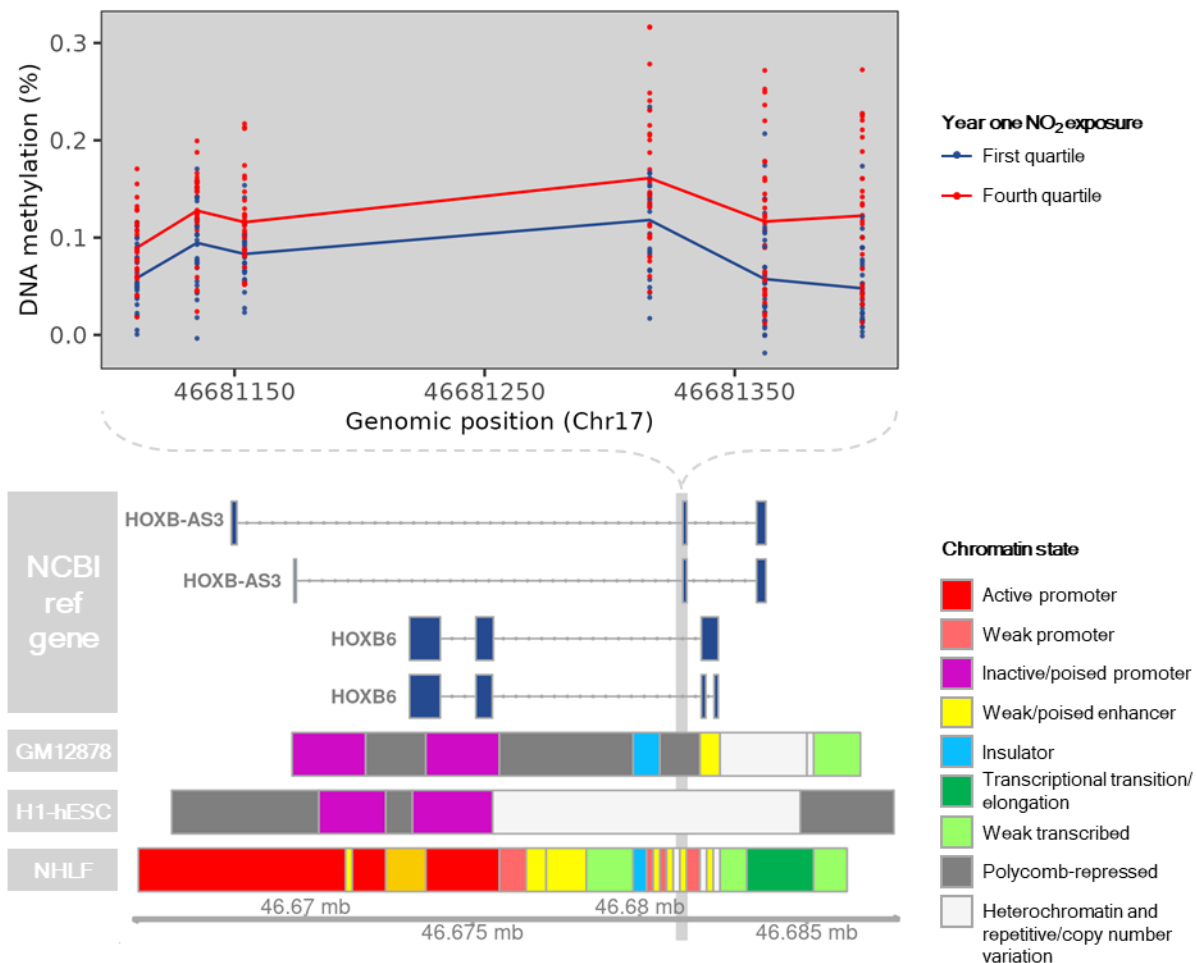 0.3
0.2
0.1
0.0
DNA methylation (%)
46681150
46681250
46681350
Genomic position (Chr17)
Year one NO2 exposure
First quartile
Fourth quartile
NCBI
ref
gene
HOXB-AS3
HOXB-AS3
HOXB6
HOXB6
GM12878
H1-hESC
NHLF
46.67 mb
46.68 mb
46.675 mb
46.685 mb
Chromatin state
Active promoter
Weak promoter
Inactive/poised promoter
Weak/poised enhancer
Insulator
Transcriptional transition/
elongation
Weak transcribed
Polycomb-repressed
Heterochromatin and
repetitive/copy number
variation